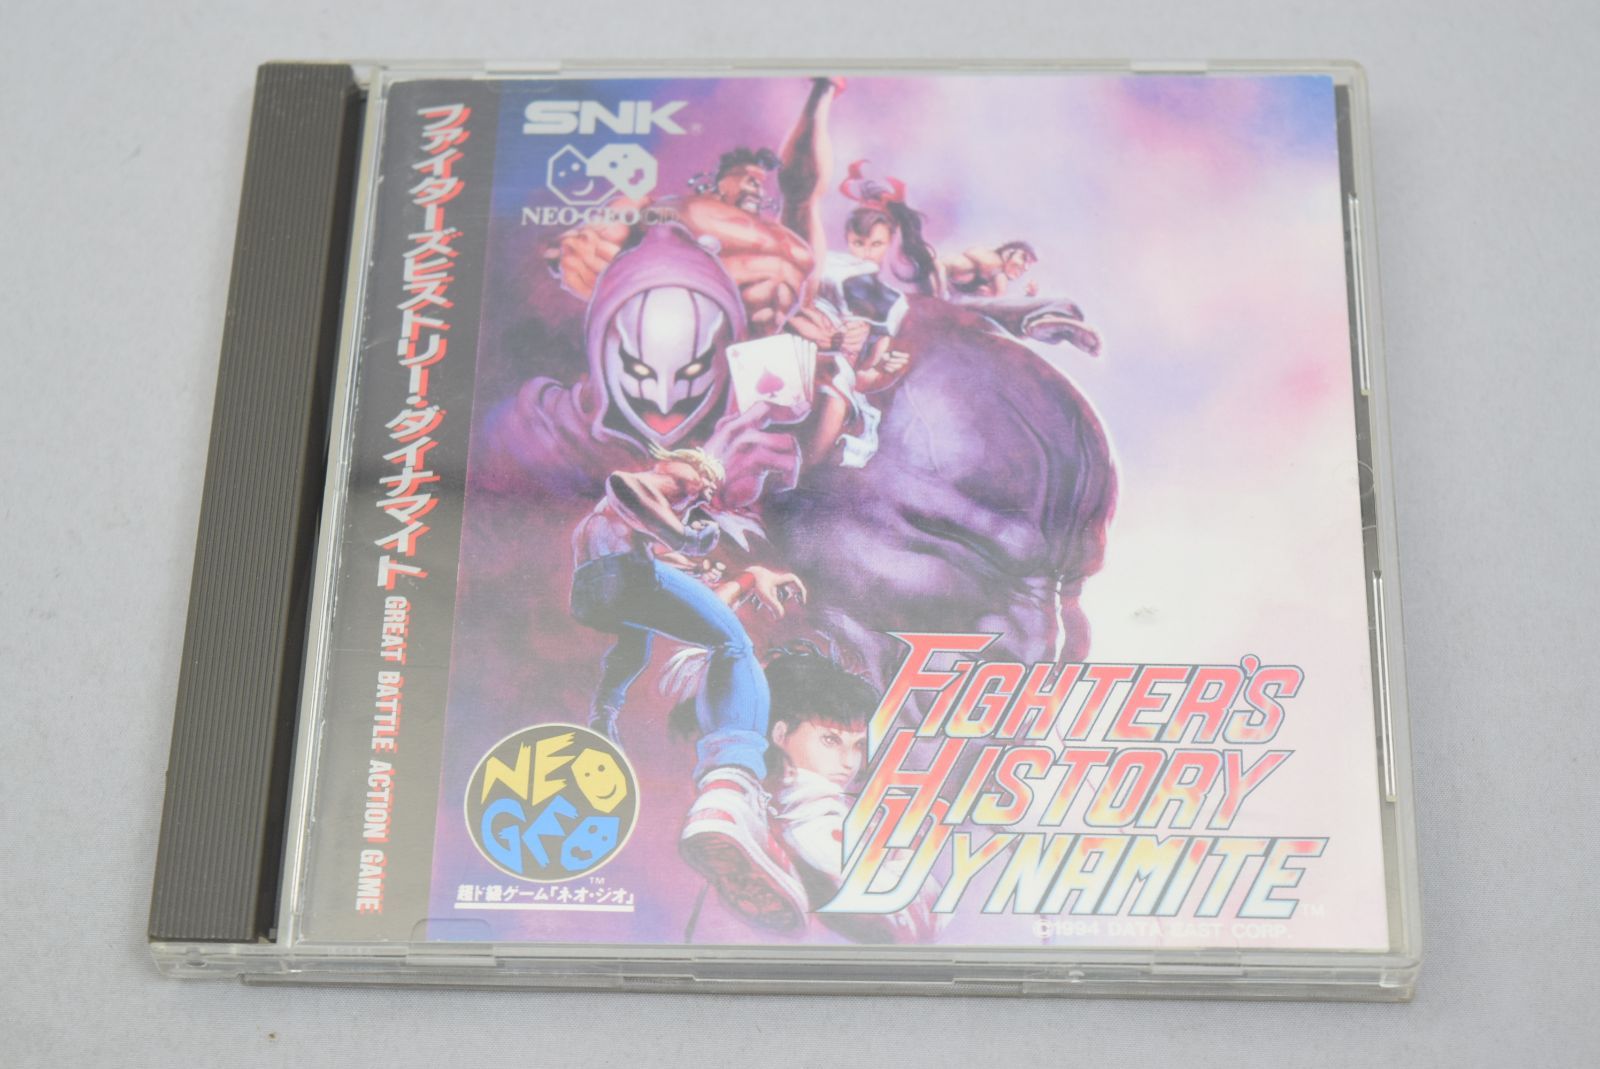 ファイターズヒストリー・ダイナマイト
GREAT BATTLE ACTION GAME
SNK®
NEO•GEO CD
FIGHTER'S
HISTORY
DYNAMITE™
©1994 DATA EAST CORP.
NEO
GEO
™
超ド級ゲーム「ネオ・ジオ」